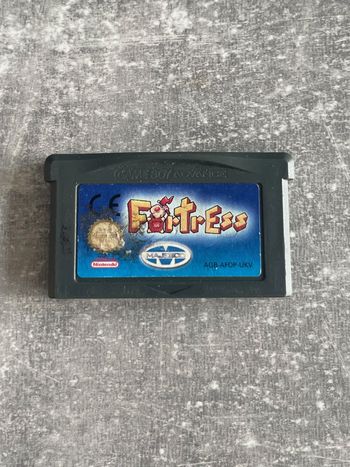 GAME BOY ADVANCE
CE
FortrEss
Nintendo
MAJESCO
AGB-AFOP-UKV